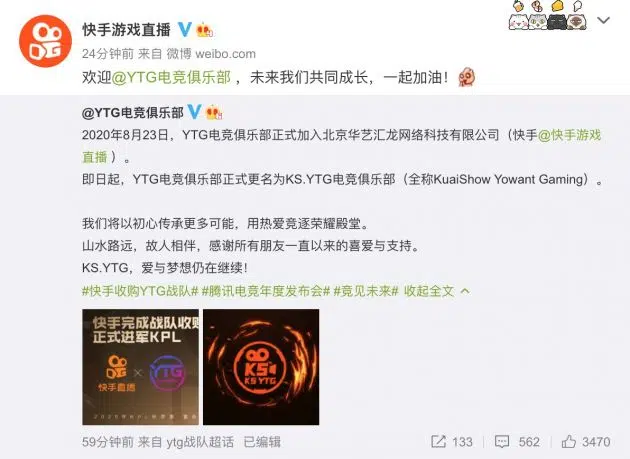 快手游戏直播
24分钟前 来自 微博 weibo.com
欢迎@YTG电竞俱乐部 ，未来我们共同成长，一起加油！
@YTG电竞俱乐部
2020年8月23日，YTG电竞俱乐部正式加入北京华艺汇龙网络科技有限公司（快手@快手游戏
直播 ）。
即日起，YTG电竞俱乐部正式更名为KS.YTG电竞俱乐部（全称KuaiShow Yowant Gaming）。
我们将以初心传承更多可能，用热爱竞逐荣耀殿堂。
山水路远，故人相伴，感谢所有朋友一直以来的喜爱与支持。
KS.YTG，爱与梦想仍在继续！
#快手收购YTG战队# #腾讯电竞年度发布会# #竞见未来# 收起全文
快手完成战队收购
正式进军KPL
快手直播
YTG
KS
KS YTG
59分钟前 来自 ytg战队超话 已编辑
133
562
3470